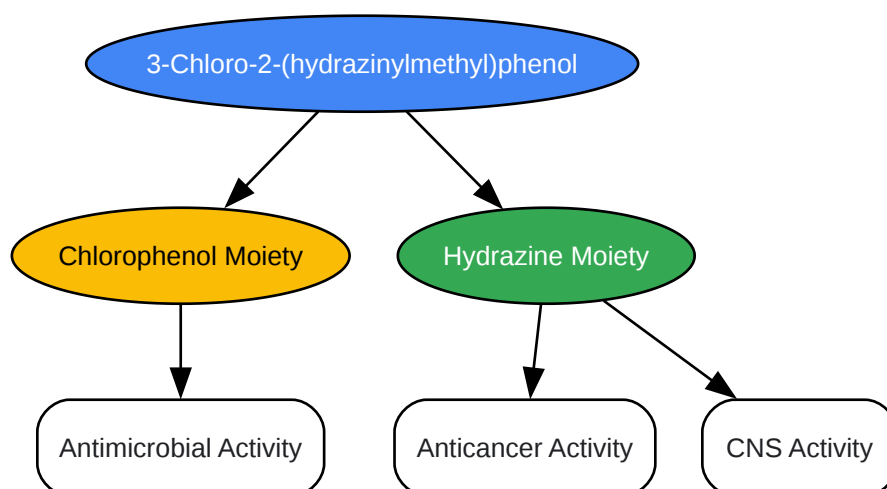 3-Chloro-2-(hydrazinylmethyl)phenol
Chlorophenol Moiety
Hydrazine Moiety
Antimicrobial Activity
Anticancer Activity
CNS Activity